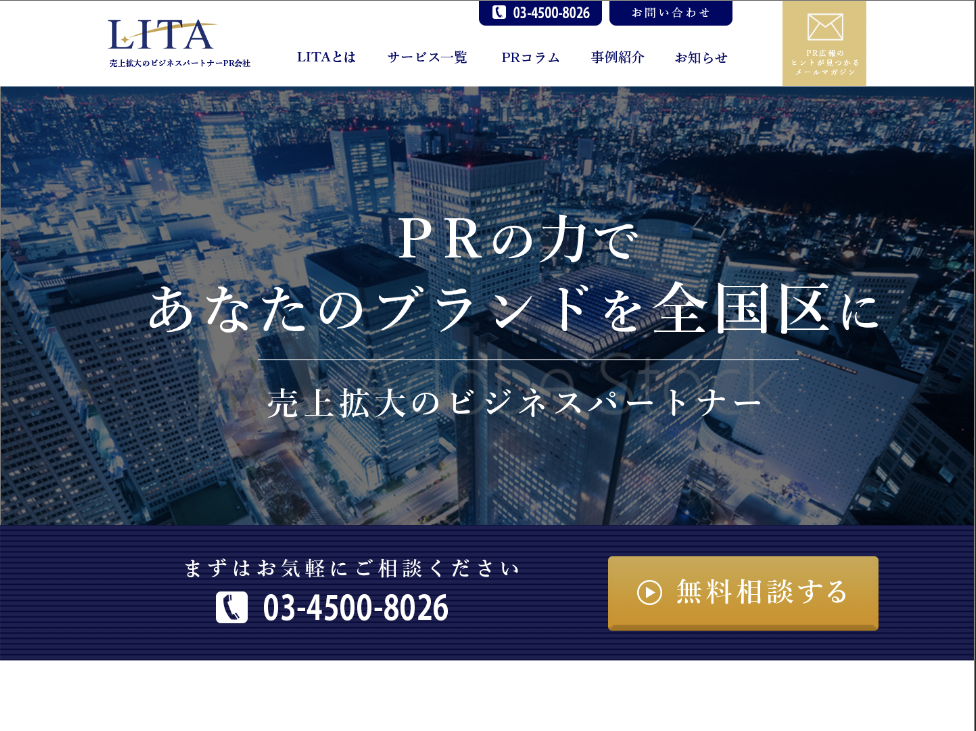 LITA
売上拡大のビジネスパートナーPR会社
03-4500-8026
お問い合わせ
LITAとは
サービス一覧
PRコラム
事例紹介
お知らせ
PR広報の
ヒントが見つかる
メールマガジン
PRの力で
あなたのブランドを全国区に
Adobe Stock
売上拡大のビジネスパートナー
まずはお気軽にご相談ください
03-4500-8026
無料相談する